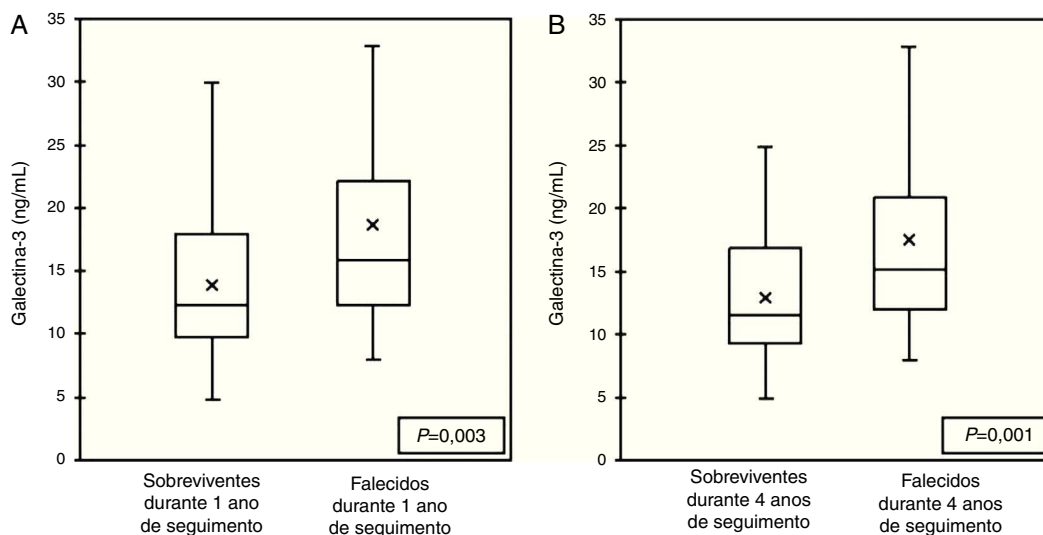 A
Galectina-3 (ng/mL)
35
30
25
20
15
10
5
0
P=0,003
Sobreviventes
durante 1 ano
de seguimento
Falecidos
durante 1 ano
de seguimento
B
Galectina-3 (ng/mL)
35
30
25
20
15
10
5
0
P=0,001
Sobreviventes
durante 4 anos
de seguimento
Falecidos
durante 4 anos
de seguimento